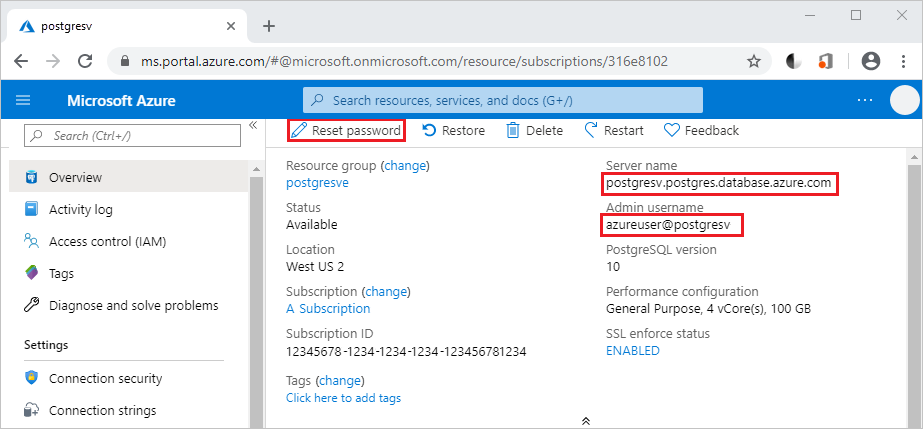 postgresv
ms.portal.azure.com/#@microsoft.onmicrosoft.com/resource/subscriptions/316e8102
Microsoft Azure
Search resources, services, and docs (G+/)
Search (Ctrl+/)
Reset password
Restore
Delete
Restart
Feedback
Overview
Activity log
Access control (IAM)
Tags
Diagnose and solve problems
Settings
Connection security
Connection strings
Resource group (change)
postgresve
Status
Available
Location
West US 2
Subscription (change)
A Subscription
Subscription ID
12345678-1234-1234-1234-123456781234
Tags (change)
Click here to add tags
Server name
postgresv.postgres.database.azure.com
Admin username
azureuser@postgresv
PostgreSQL version
10
Performance configuration
General Purpose, 4 vCore(s), 100 GB
SSL enforce status
ENABLED